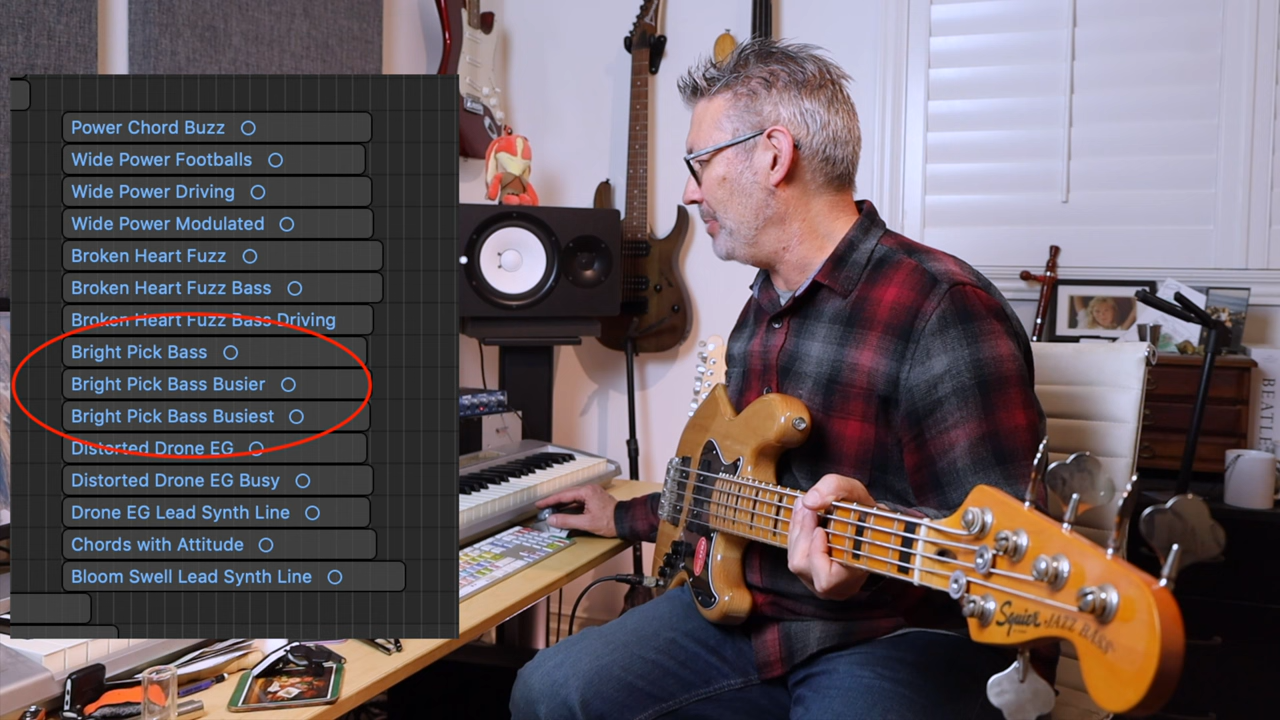 Power Chord Buzz
Wide Power Footballs
Wide Power Driving
Wide Power Modulated
Broken Heart Fuzz
Broken Heart Fuzz Bass
Broken Heart Fuzz Bass Driving
Bright Pick Bass
Bright Pick Bass Busier
Bright Pick Bass Busiest
Distorted Drone EG
Distorted Drone EG Busy
Drone EG Lead Synth Line
Chords with Attitude
Bloom Swell Lead Synth Line
Squier JAZZ BASS
BEATLES